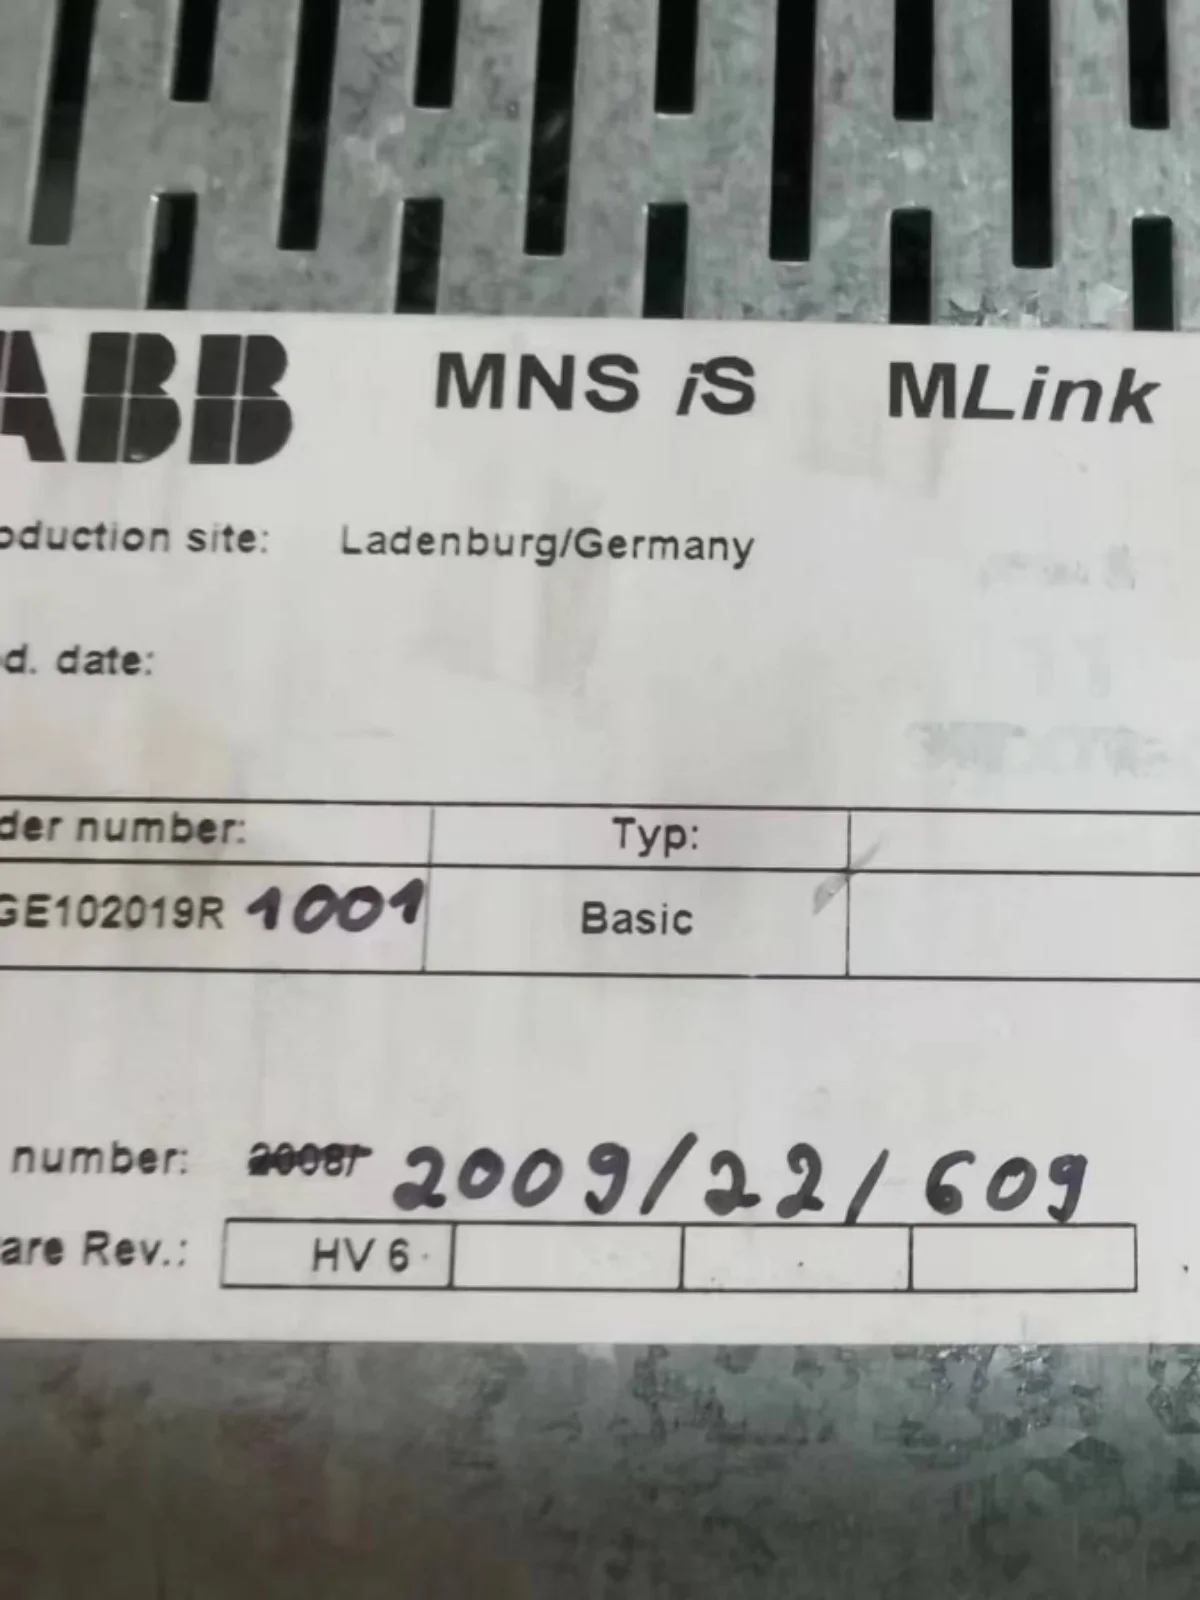 ABB MNS iS MLink
oduction site: Ladenburg/Germany
d. date:
der number: Typ:
GE102019R 1001 Basic
number: 2008/ 2009/22/609
are Rev.: HV 6